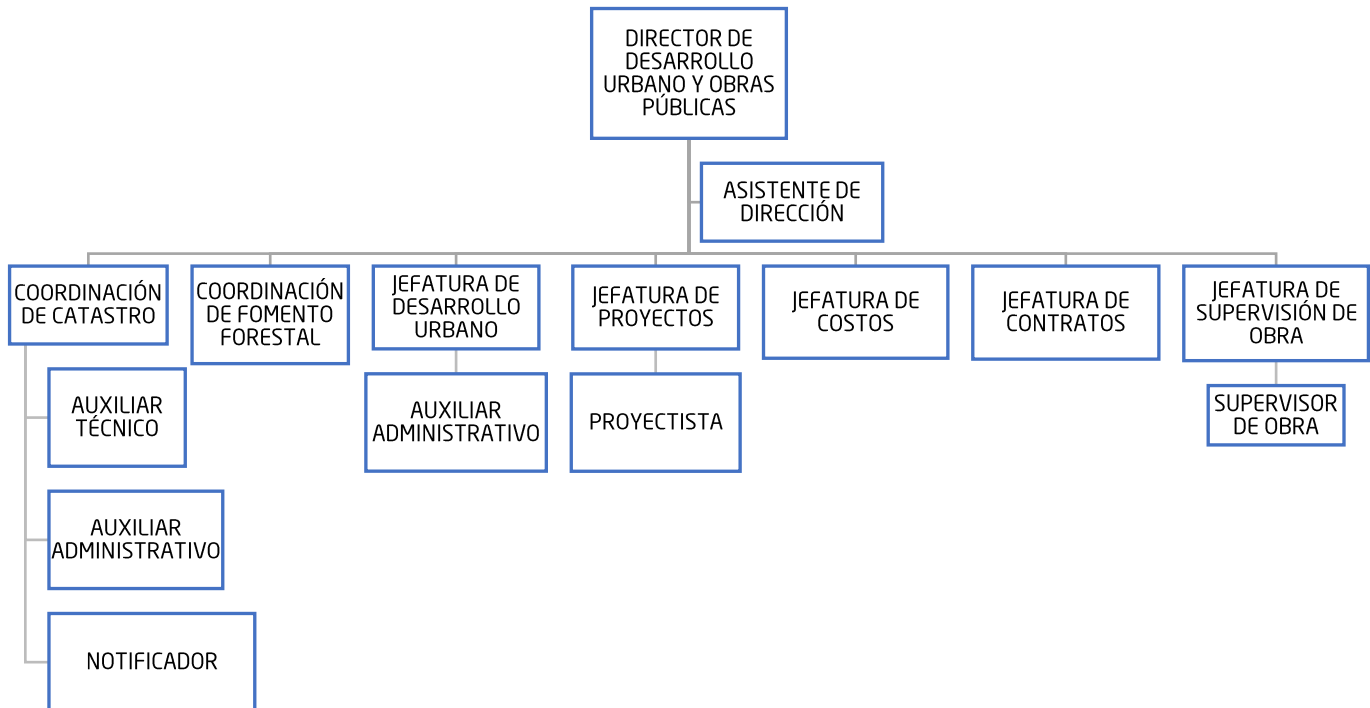 DIRECTOR DE
DESARROLLO
URBANO Y OBRAS
PÚBLICAS
ASISTENTE DE
DIRECCIÓN
COORDINACIÓN
DE CATASTRO
COORDINACIÓN
DE FOMENTO
FORESTAL
JEFATURA DE
DESARROLLO
URBANO
JEFATURA DE
PROYECTOS
JEFATURA DE
COSTOS
JEFATURA DE
CONTRATOS
JEFATURA DE
SUPERVISIÓN DE
OBRA
AUXILIAR
TÉCNICO
AUXILIAR
ADMINISTRATIVO
PROYECTISTA
SUPERVISOR
DE OBRA
AUXILIAR
ADMINISTRATIVO
NOTIFICADOR